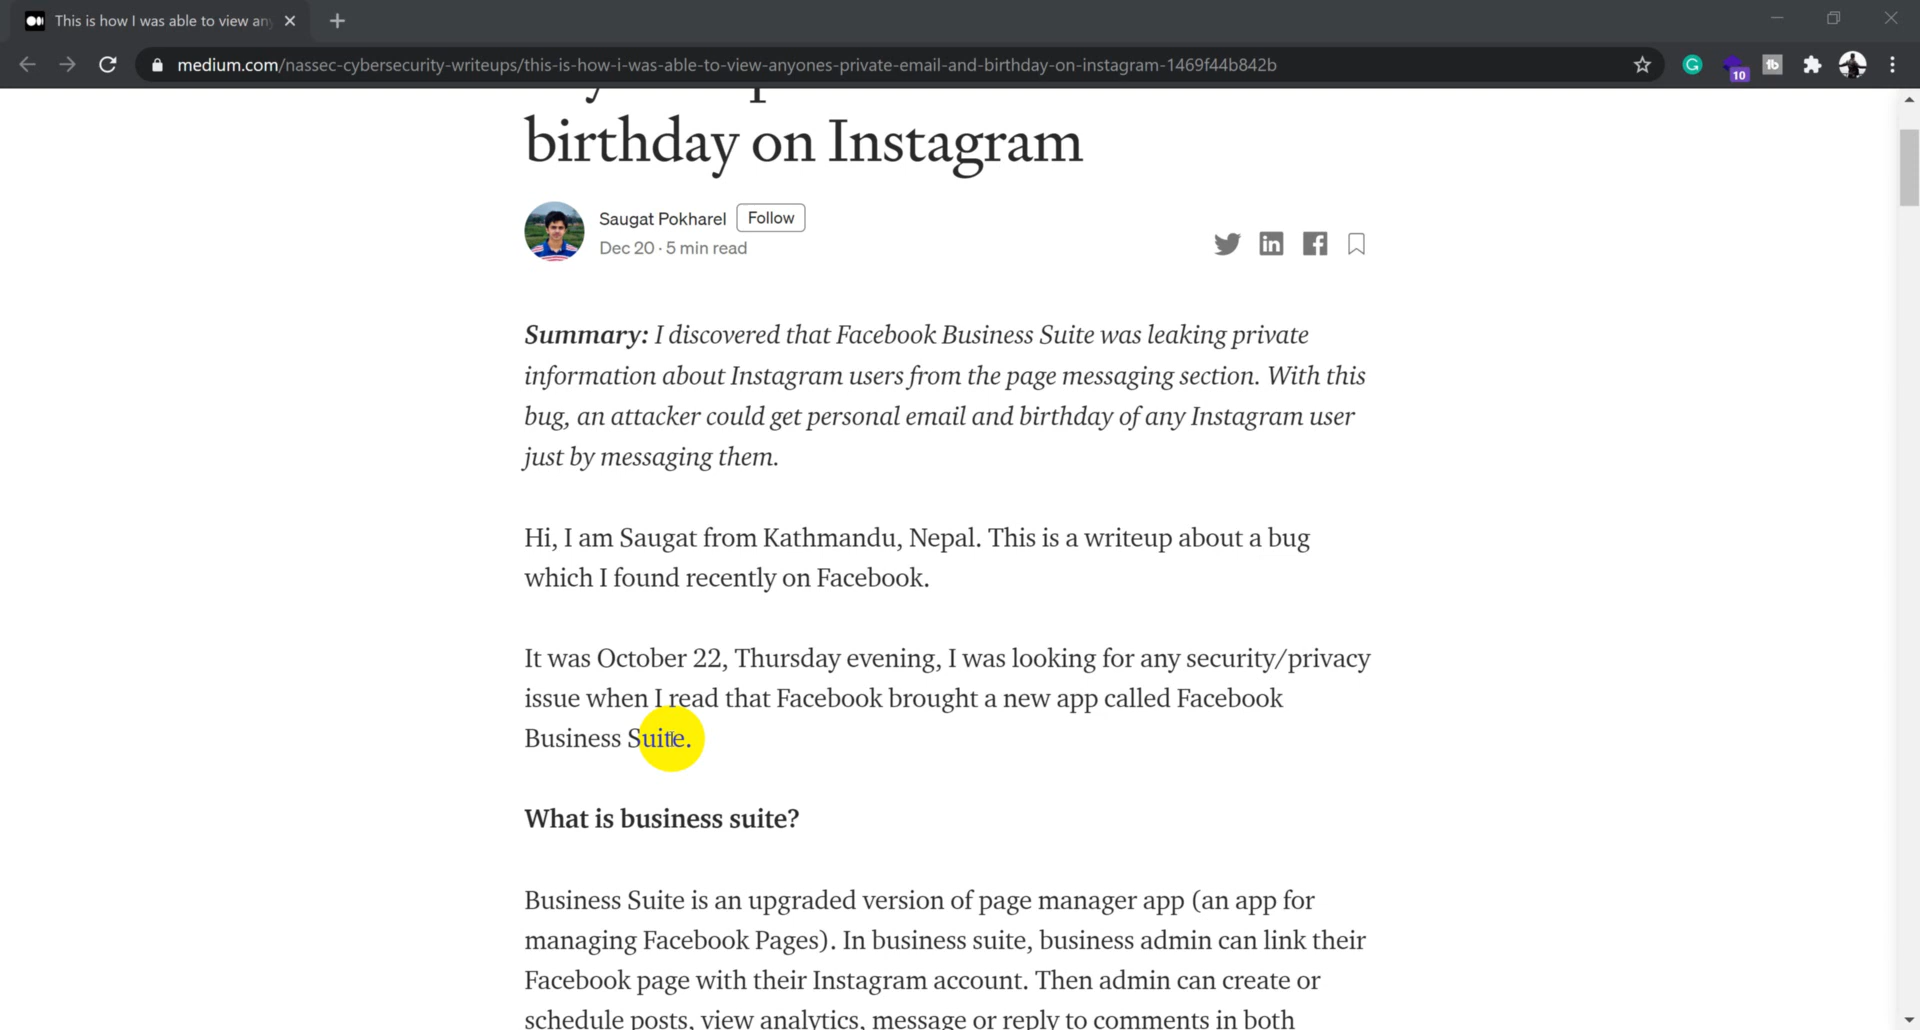 This is how I was able to view an
medium.com/nassec-cybersecurity-writeups/this-is-how-i-was-able-to-view-anyones-private-email-and-birthday-on-instagram-1469f44b842b
10
tb
birthday on Instagram
Saugat Pokharel Follow
Dec 20 · 5 min read
Summary: I discovered that Facebook Business Suite was leaking private
information about Instagram users from the page messaging section. With this
bug, an attacker could get personal email and birthday of any Instagram user
just by messaging them.
Hi, I am Saugat from Kathmandu, Nepal. This is a writeup about a bug
which I found recently on Facebook.
It was October 22, Thursday evening, I was looking for any security/privacy
issue when I read that Facebook brought a new app called Facebook
Business Suite.
What is business suite?
Business Suite is an upgraded version of page manager app (an app for
managing Facebook Pages). In business suite, business admin can link their
Facebook page with their Instagram account. Then admin can create or
schedule posts, view analytics, message or reply to comments in both